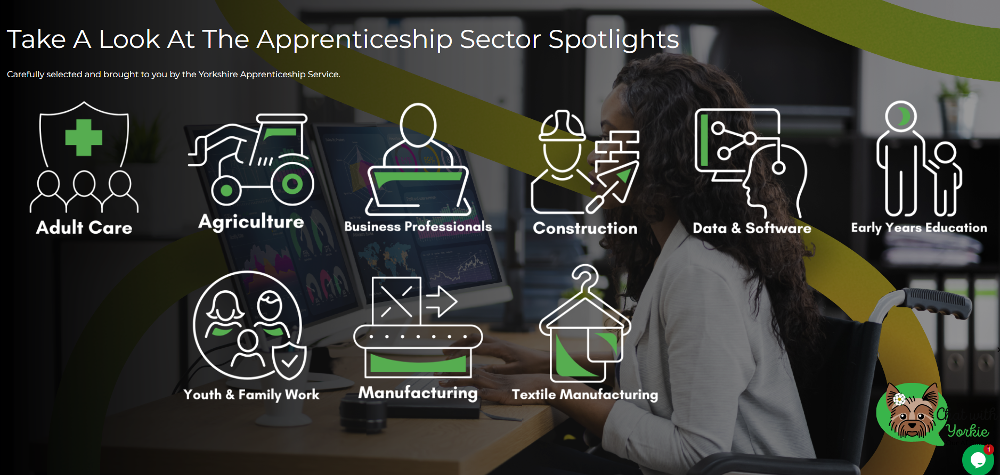 Take A Look At The Apprenticeship Sector Spotlights
Carefully selected and brought to you by the Yorkshire Apprenticeship Service.
Adult Care
Agriculture
Business Professionals
Construction
Data & Software
Early Years Education
Youth & Family Work
Manufacturing
Textile Manufacturing
Chat with
Yorkie
1